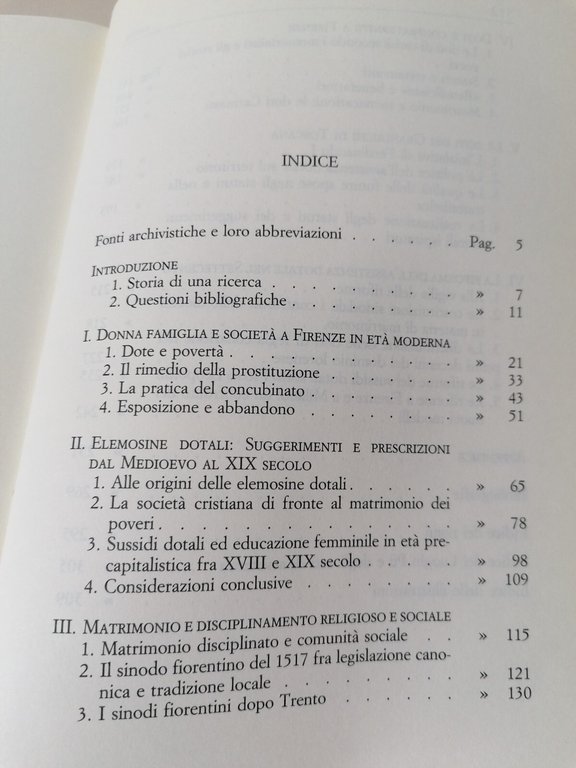 INDICE
Fonti archivistiche e loro abbreviazioni . . . . . . Pag. 5
INTRODUZIONE
1. Storia di una ricerca . . . . . . . . . . » 7
2. Questioni bibliografiche . . . . . . . . . » 11
I. DONNA FAMIGLIA E SOCIETÀ A FIRENZE IN ETÀ MODERNA
1. Dote e povertà . . . . . . . . . . . . » 21
2. Il rimedio della prostituzione . . . . . . . » 33
3. La pratica del concubinato . . . . . . . . » 43
4. Esposizione e abbandono . . . . . . . . » 51
II. ELEMOSINE DOTALI: SUGGERIMENTI E PRESCRIZIONI
DAL MEDIOEVO AL XIX SECOLO
1. Alle origini delle elemosine dotali . . . . . . » 65
2. La società cristiana di fronte al matrimonio dei
poveri . . . . . . . . . . . . . . » 78
3. Sussidi dotali ed educazione femminile in età pre-
capitalistica fra XVIII e XIX secolo . . . . . » 98
4. Considerazioni conclusive . . . . . . . . » 109
III. MATRIMONIO E DISCIPLINAMENTO RELIGIOSO E SOCIALE
1. Matrimonio disciplinato e comunità sociale . . » 115
2. Il sinodo fiorentino del 1517 fra legislazione cano-
nica e tradizione locale . . . . . . . . . » 121
3. I sinodi fiorentini dopo Trento . . . . . . » 130